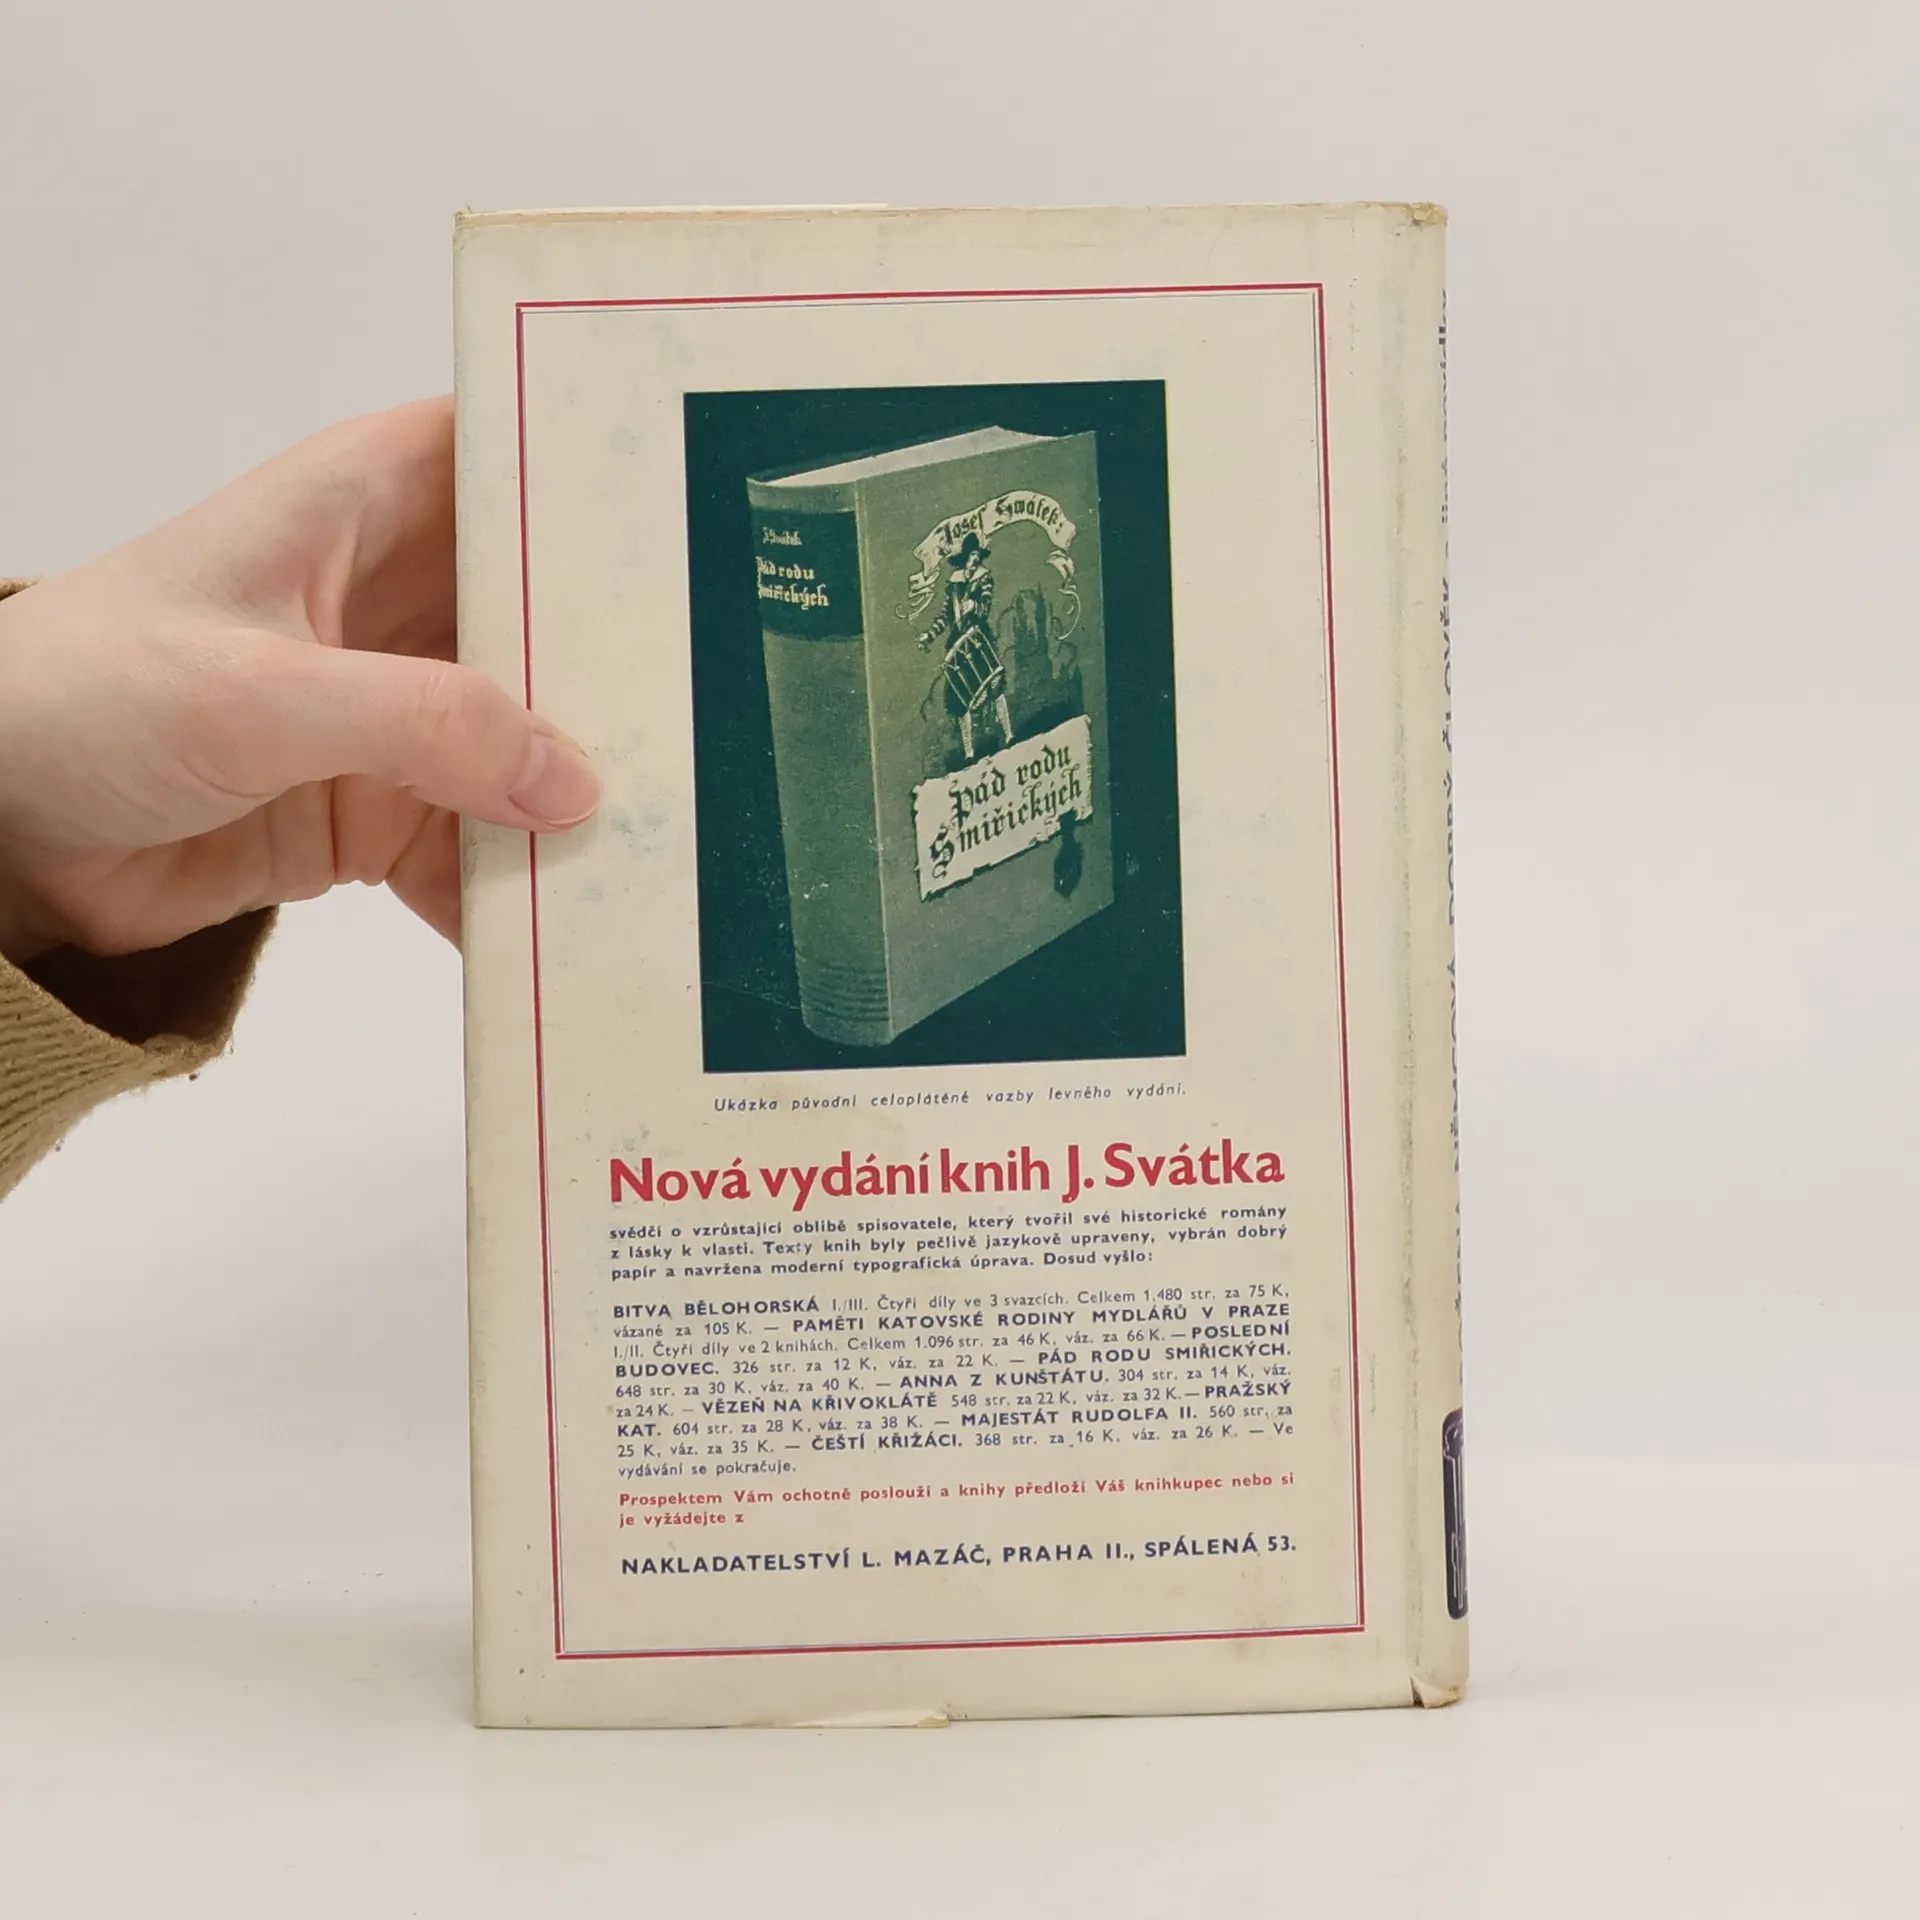 J. Svátek
Pád rodu
Smiřických
Josef Swátek:
Pád rodu
Smiřických
Ukázka původní celoplátěné vazby levného vydání.
Nová vydání knih J. Svátka
svědčí o vzrůstající oblibě spisovatele, který tvořil své historické romány
z lásky k vlasti. Texty knih byly pečlivě jazykově upraveny, vybrán dobrý
papír a navržena moderní typografická úprava. Dosud vyšlo:
BITVA BĚLOHORSKÁ I./III. Čtyři díly ve 3 svazcích. Celkem 1.480 str. za 75 K,
vázané za 105 K. — PAMĚTI KATOVSKÉ RODINY MYDLÁŘŮ V PRAZE
I./II. Čtyři díly ve 2 knihách. Celkem 1.096 str. za 46 K, váz. za 66 K. — POSLEDNÍ
BUDOVEC. 326 str. za 12 K, váz. za 22 K. — PÁD RODU SMIŘICKÝCH.
648 str. za 30 K, váz. za 40 K. — ANNA Z KUNŠTÁTU. 304 str. za 14 K, váz.
za 24 K. — VĚZEŇ NA KŘIVOKLÁTĚ 548 str. za 22 K, váz. za 32 K. — PRAŽSKÝ
KAT. 604 str. za 28 K, váz. za 38 K. — MAJESTÁT RUDOLFA II. 560 str. za
25 K, váz. za 35 K. — ČEŠTÍ KŘIŽÁCI. 368 str. za 16 K, váz. za 26 K. — Ve
vydávání se pokračuje.
Prospektem Vám ochotně poslouží a knihy předloží Váš knihkupec nebo si
je vyžádejte z
NAKLADATELSTVÍ L. MAZÁČ, PRAHA II., SPÁLENÁ 53.
BOŽENA NĚMCOVÁ DOBRÝ ČLOVĚK a jiné povídky